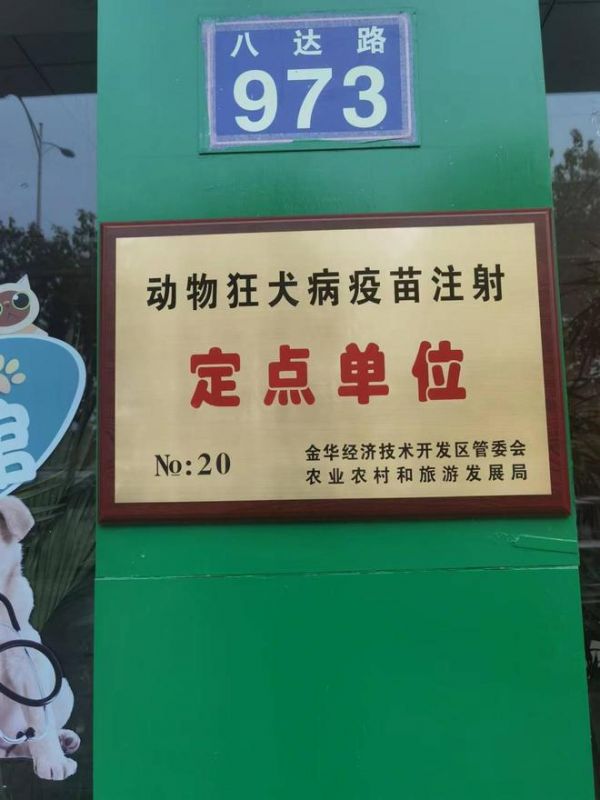 八达路
973
动物狂犬病疫苗注射
定点单位
No:20
金华经济技术开发区管委会
农业农村和旅游发展局